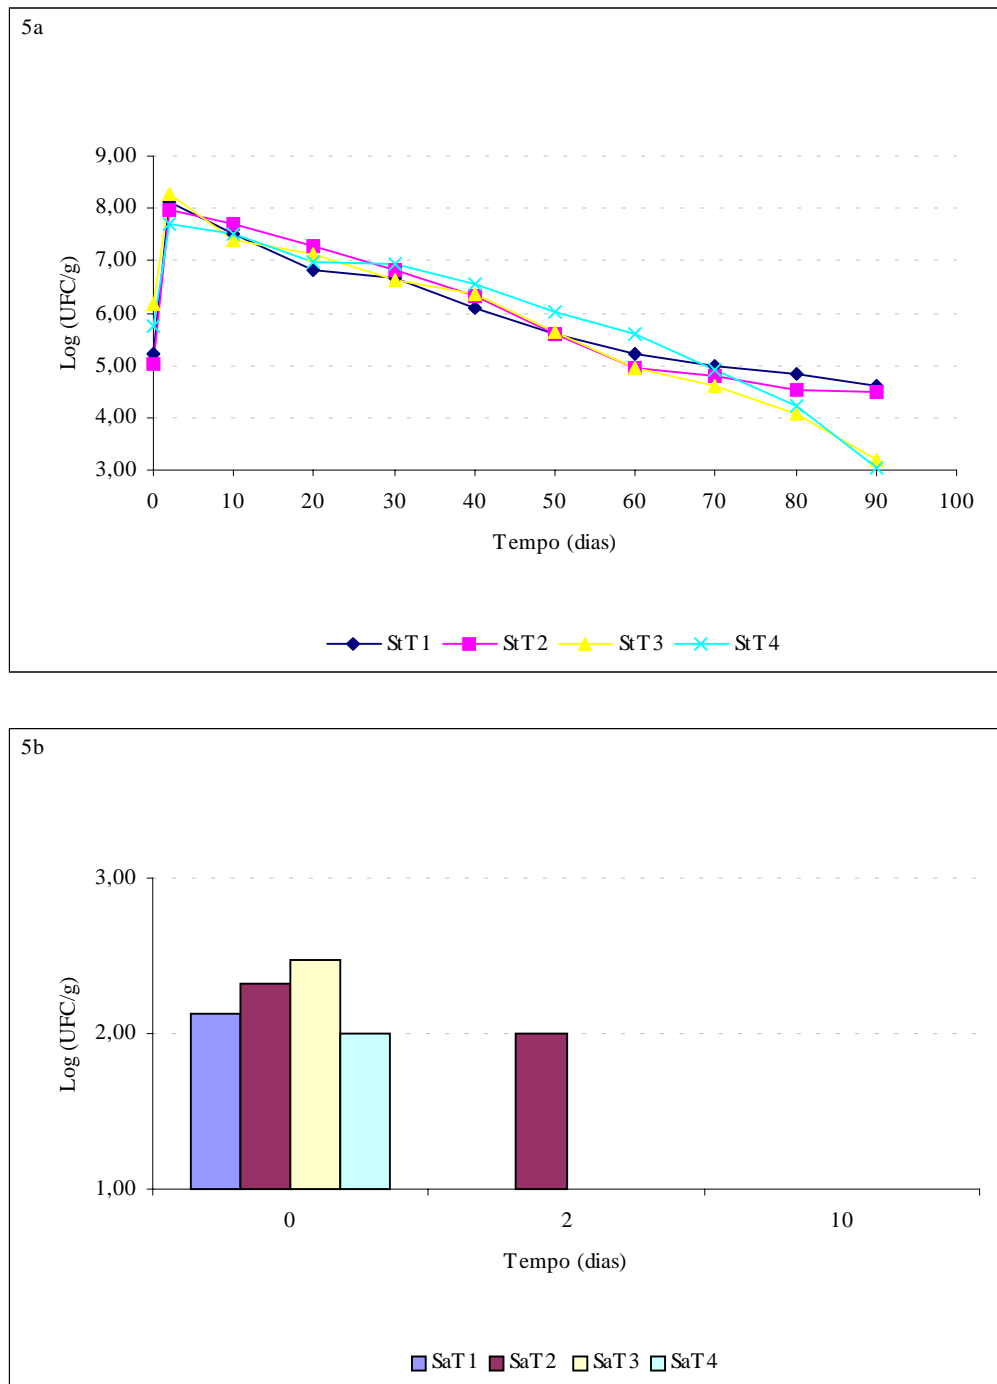 5a
9,00
8,00
7,00
6,00
5,00
4,00
3,00
Log (UFC/g)
0 10 20 30 40 50 60 70 80 90 100
Tempo (dias)
StT1 StT2 StT3 StT4
5b
3,00
2,00
1,00
Log (UFC/g)
0 2 10
Tempo (dias)
SaT1 SaT2 SaT3 SaT4